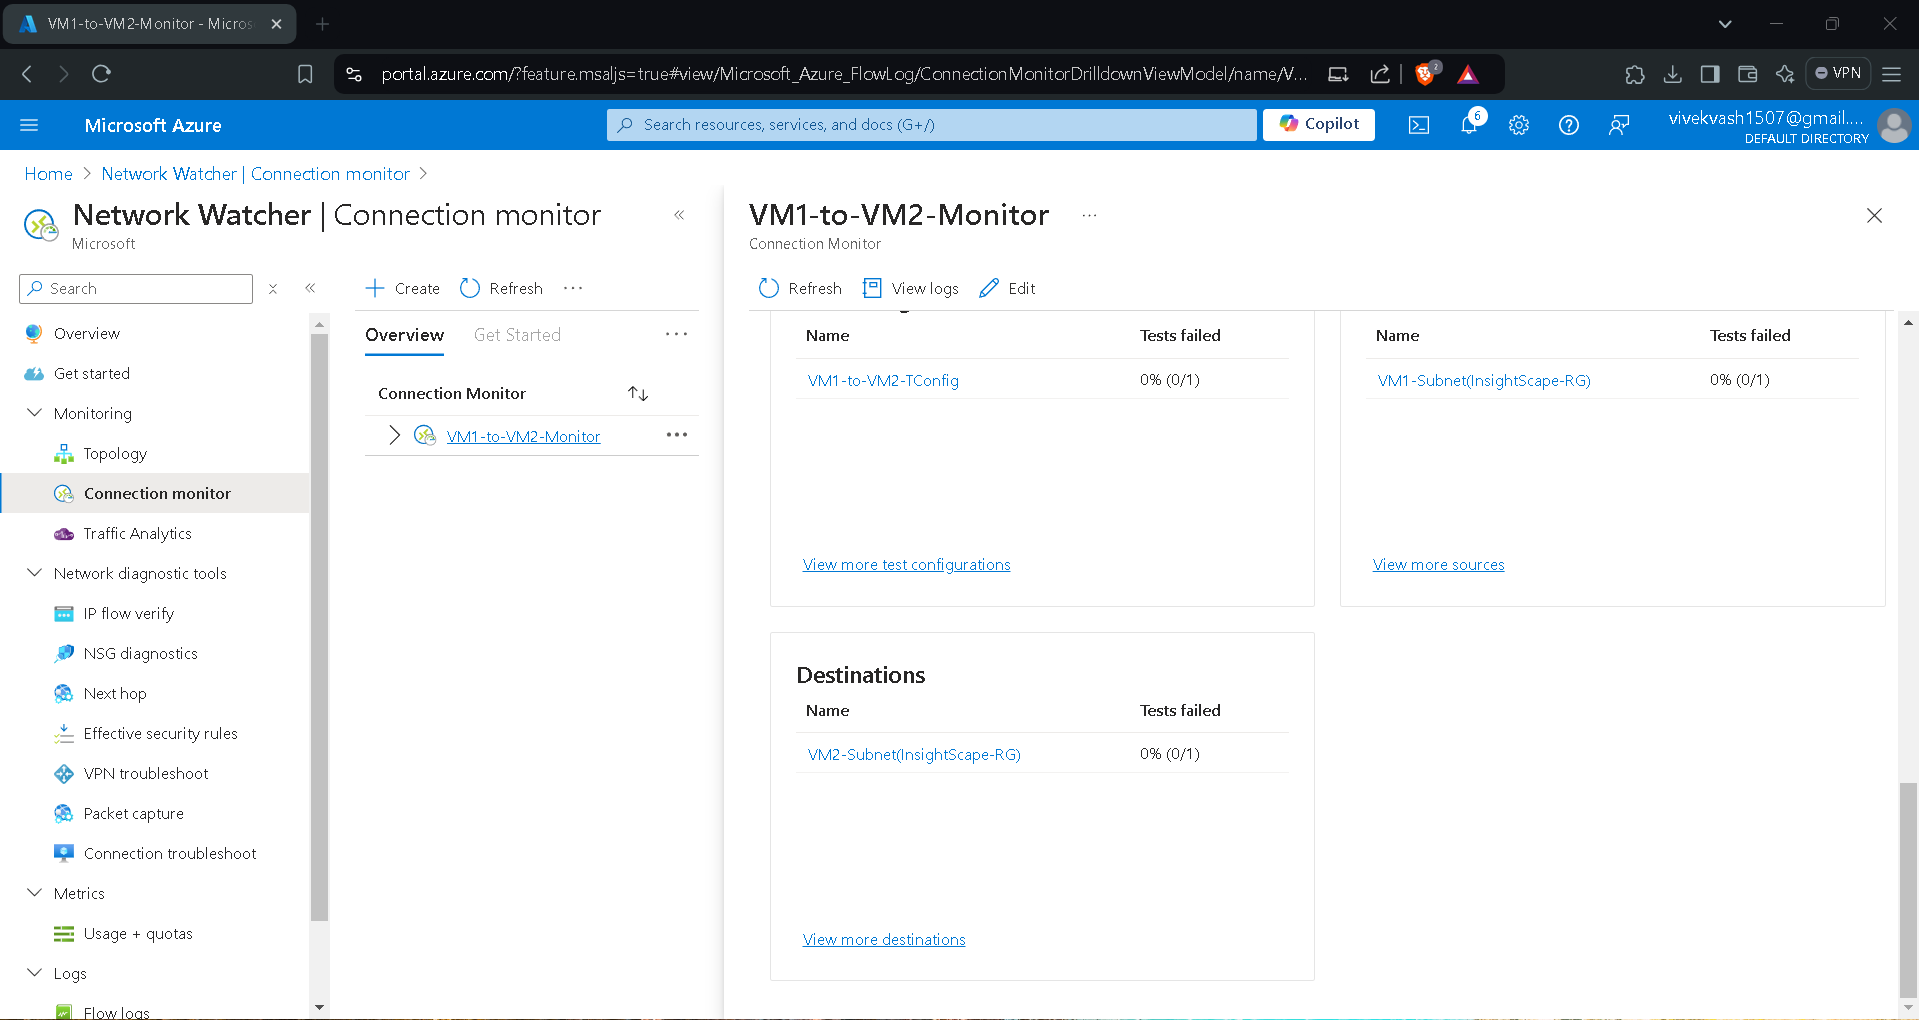 VM1-to-VM2-Monitor - Micros
portal.azure.com/?feature.msaljs=true#view/Microsoft_Azure_FlowLog/ConnectionMonitorDrilldownViewModel/name/V...
2
VPN
Microsoft Azure
Search resources, services, and docs (G+/)
Copilot
6
vivekvash1507@gmail....
DEFAULT DIRECTORY
Home > Network Watcher | Connection monitor >
Network Watcher | Connection monitor
Microsoft
Search
Overview
Get started
Monitoring
Topology
Connection monitor
Traffic Analytics
Network diagnostic tools
IP flow verify
NSG diagnostics
Next hop
Effective security rules
VPN troubleshoot
Packet capture
Connection troubleshoot
Metrics
Usage + quotas
Logs
Flow logs
Create
Refresh
Overview
Get Started
Connection Monitor
VM1-to-VM2-Monitor
VM1-to-VM2-Monitor
Connection Monitor
Refresh
View logs
Edit
Name Tests failed
VM1-to-VM2-TConfig 0% (0/1)
View more test configurations
Name Tests failed
VM1-Subnet(InsightScape-RG) 0% (0/1)
View more sources
Destinations
Name Tests failed
VM2-Subnet(InsightScape-RG) 0% (0/1)
View more destinations